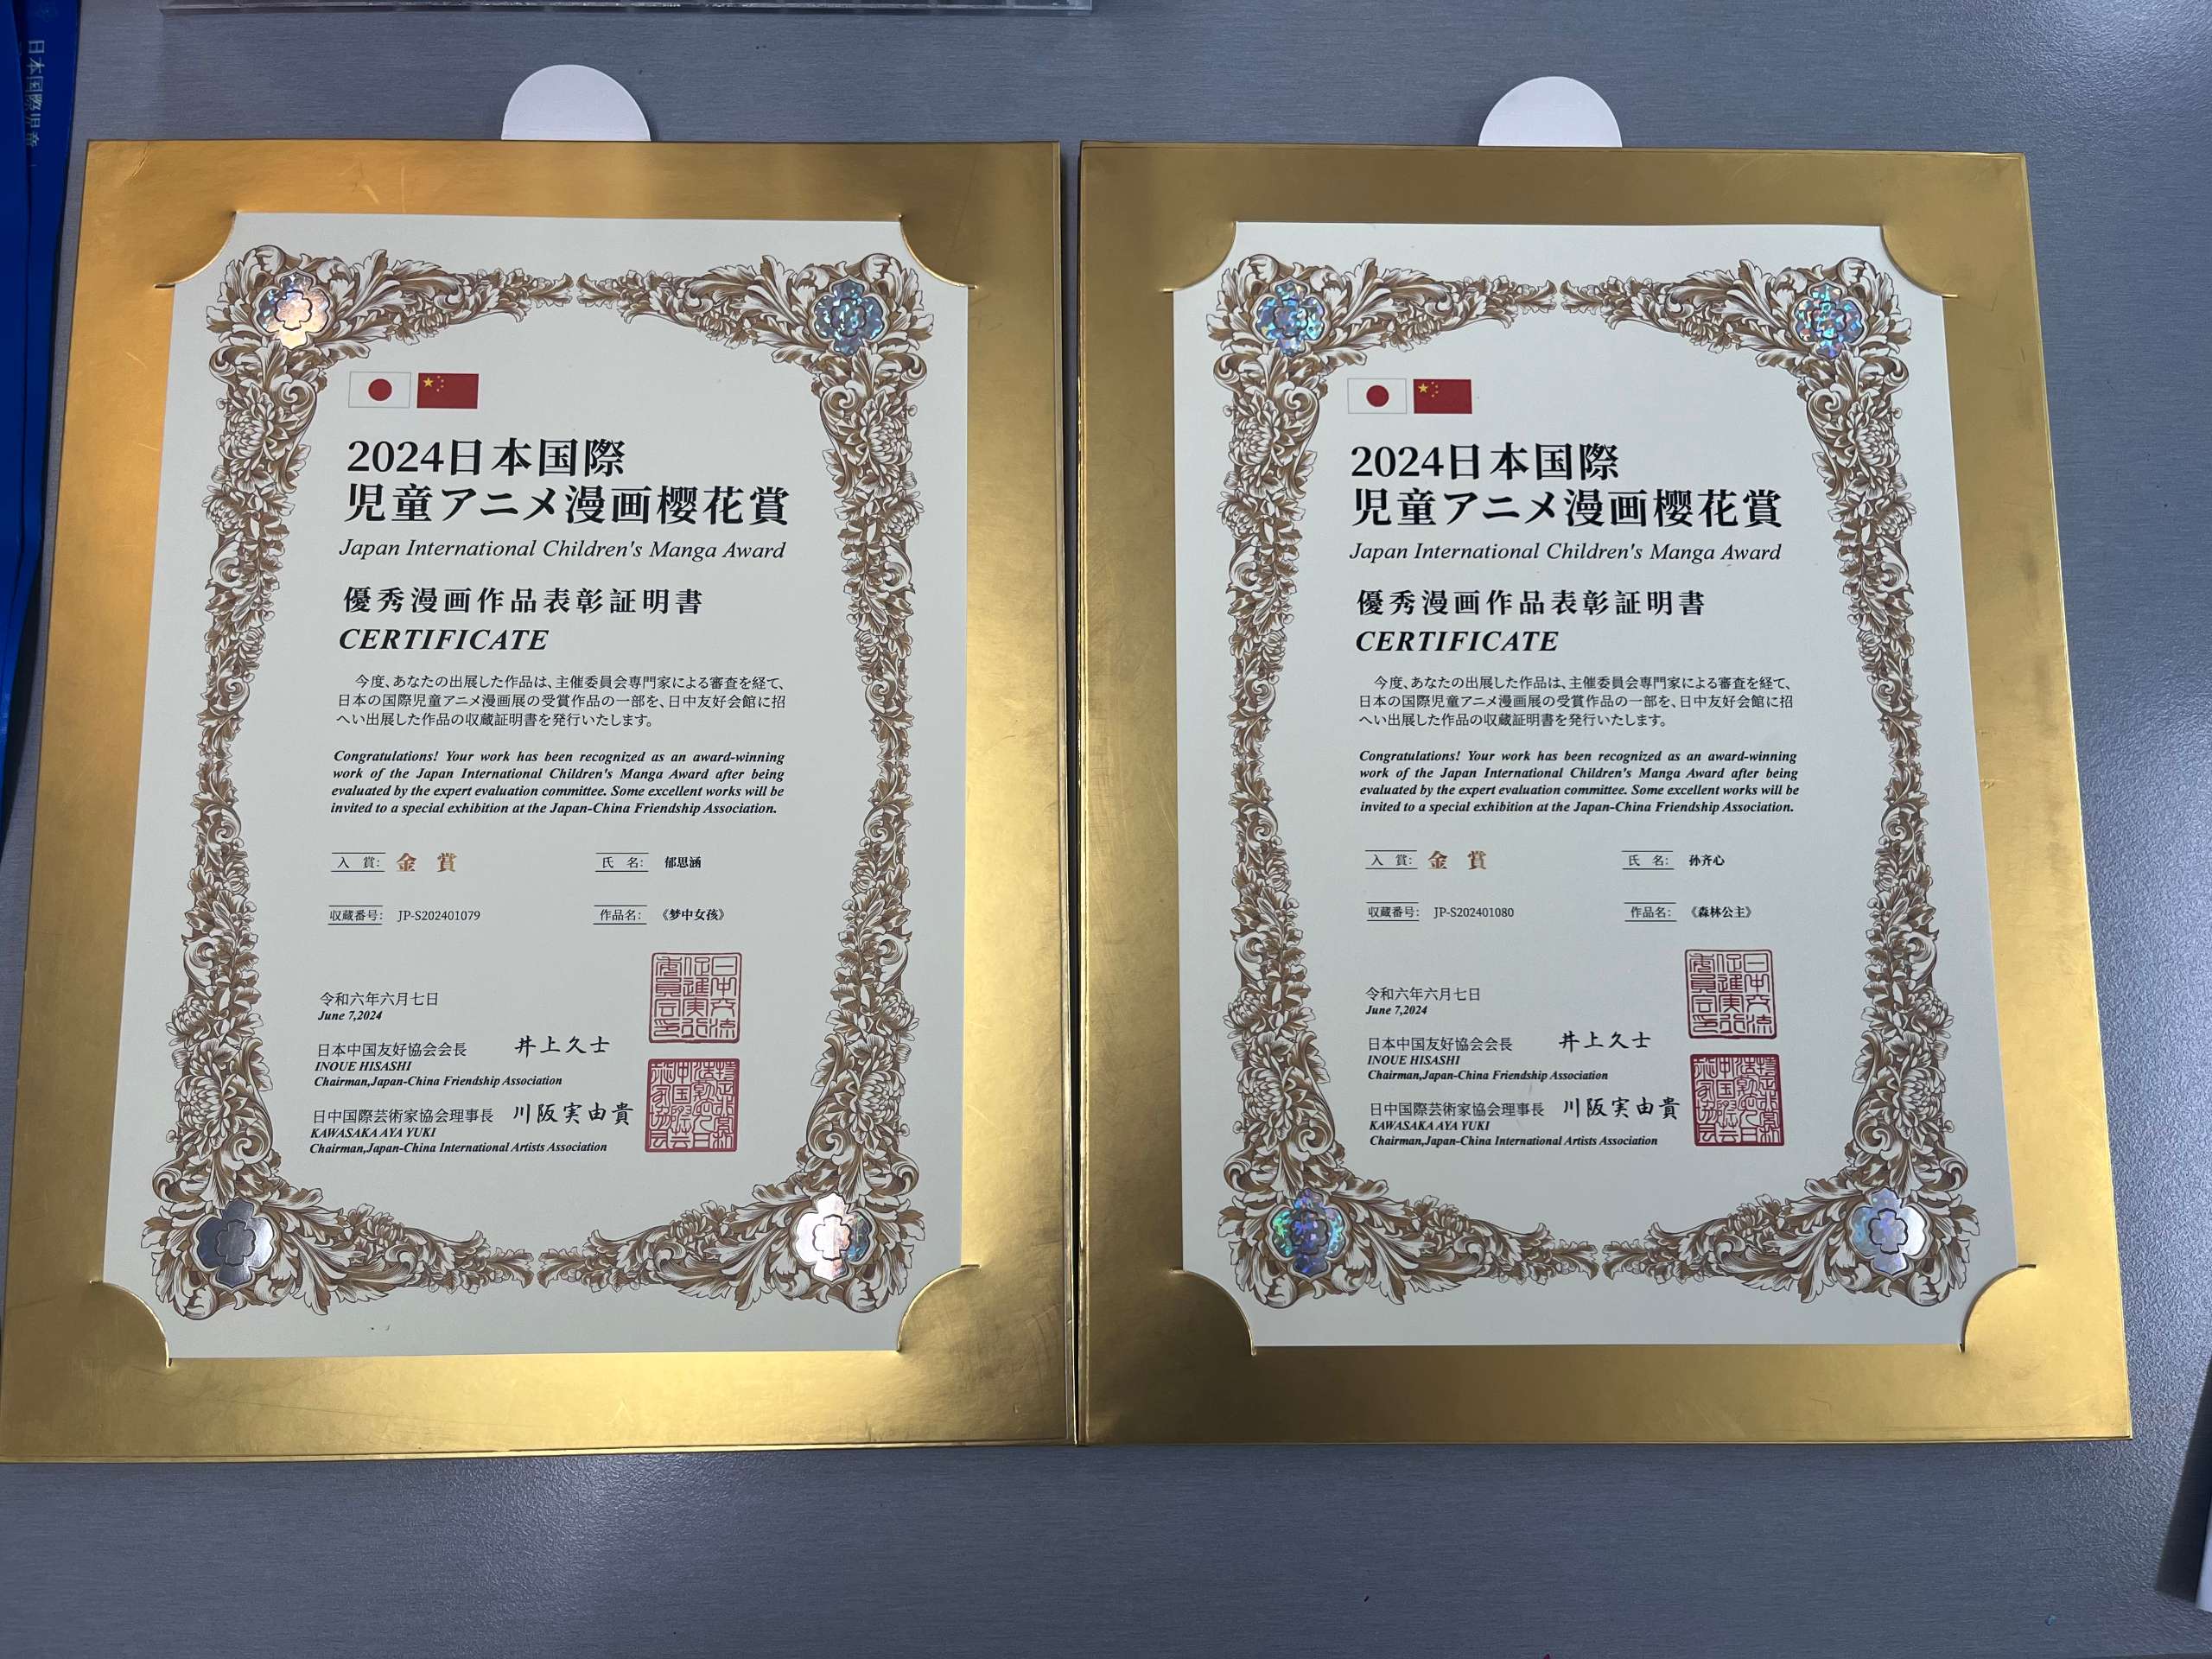 日本国際児童
2024日本国際
児童アニメ漫画櫻花賞
Japan International Children's Manga Award
優秀漫画作品表彰証明書
CERTIFICATE
今度、あなたの出展した作品は、主催委員会専門家による審査を経て、
日本の国際児童アニメ漫画展の受賞作品の一部を、日中友好会館に招
へい出展した作品の収蔵証明書を発行いたします。
Congratulations! Your work has been recognized as an award-winning
work of the Japan International Children's Manga Award after being
evaluated by the expert evaluation committee. Some excellent works will be
invited to a special exhibition at the Japan-China Friendship Association.
入 賞: 金 賞 氏 名: 郁思涵
収蔵番号: JP-S202401079 作品名: 《梦中女孩》
令和六年六月七日
June 7,2024
日本中国友好協会会長 井上久士
INOUE HISASHI
Chairman,Japan-China Friendship Association
日中国際芸術家協会理事長 川阪実由貴
KAWASAKA AYA YUKI
Chairman,Japan-China International Artists Association
2024日本国際
児童アニメ漫画櫻花賞
Japan International Children's Manga Award
優秀漫画作品表彰証明書
CERTIFICATE
今度、あなたの出展した作品は、主催委員会専門家による審査を経て、
日本の国際児童アニメ漫画展の受賞作品の一部を、日中友好会館に招
へい出展した作品の収蔵証明書を発行いたします。
Congratulations! Your work has been recognized as an award-winning
work of the Japan International Children's Manga Award after being
evaluated by the expert evaluation committee. Some excellent works will be
invited to a special exhibition at the Japan-China Friendship Association.
入 賞: 金 賞 氏 名: 孙齐心
収蔵番号: JP-S202401080 作品名: 《森林公主》
令和六年六月七日
June 7,2024
日本中国友好協会会長 井上久士
INOUE HISASHI
Chairman,Japan-China Friendship Association
日中国際芸術家協会理事長 川阪実由貴
KAWASAKA AYA YUKI
Chairman,Japan-China International Artists Association